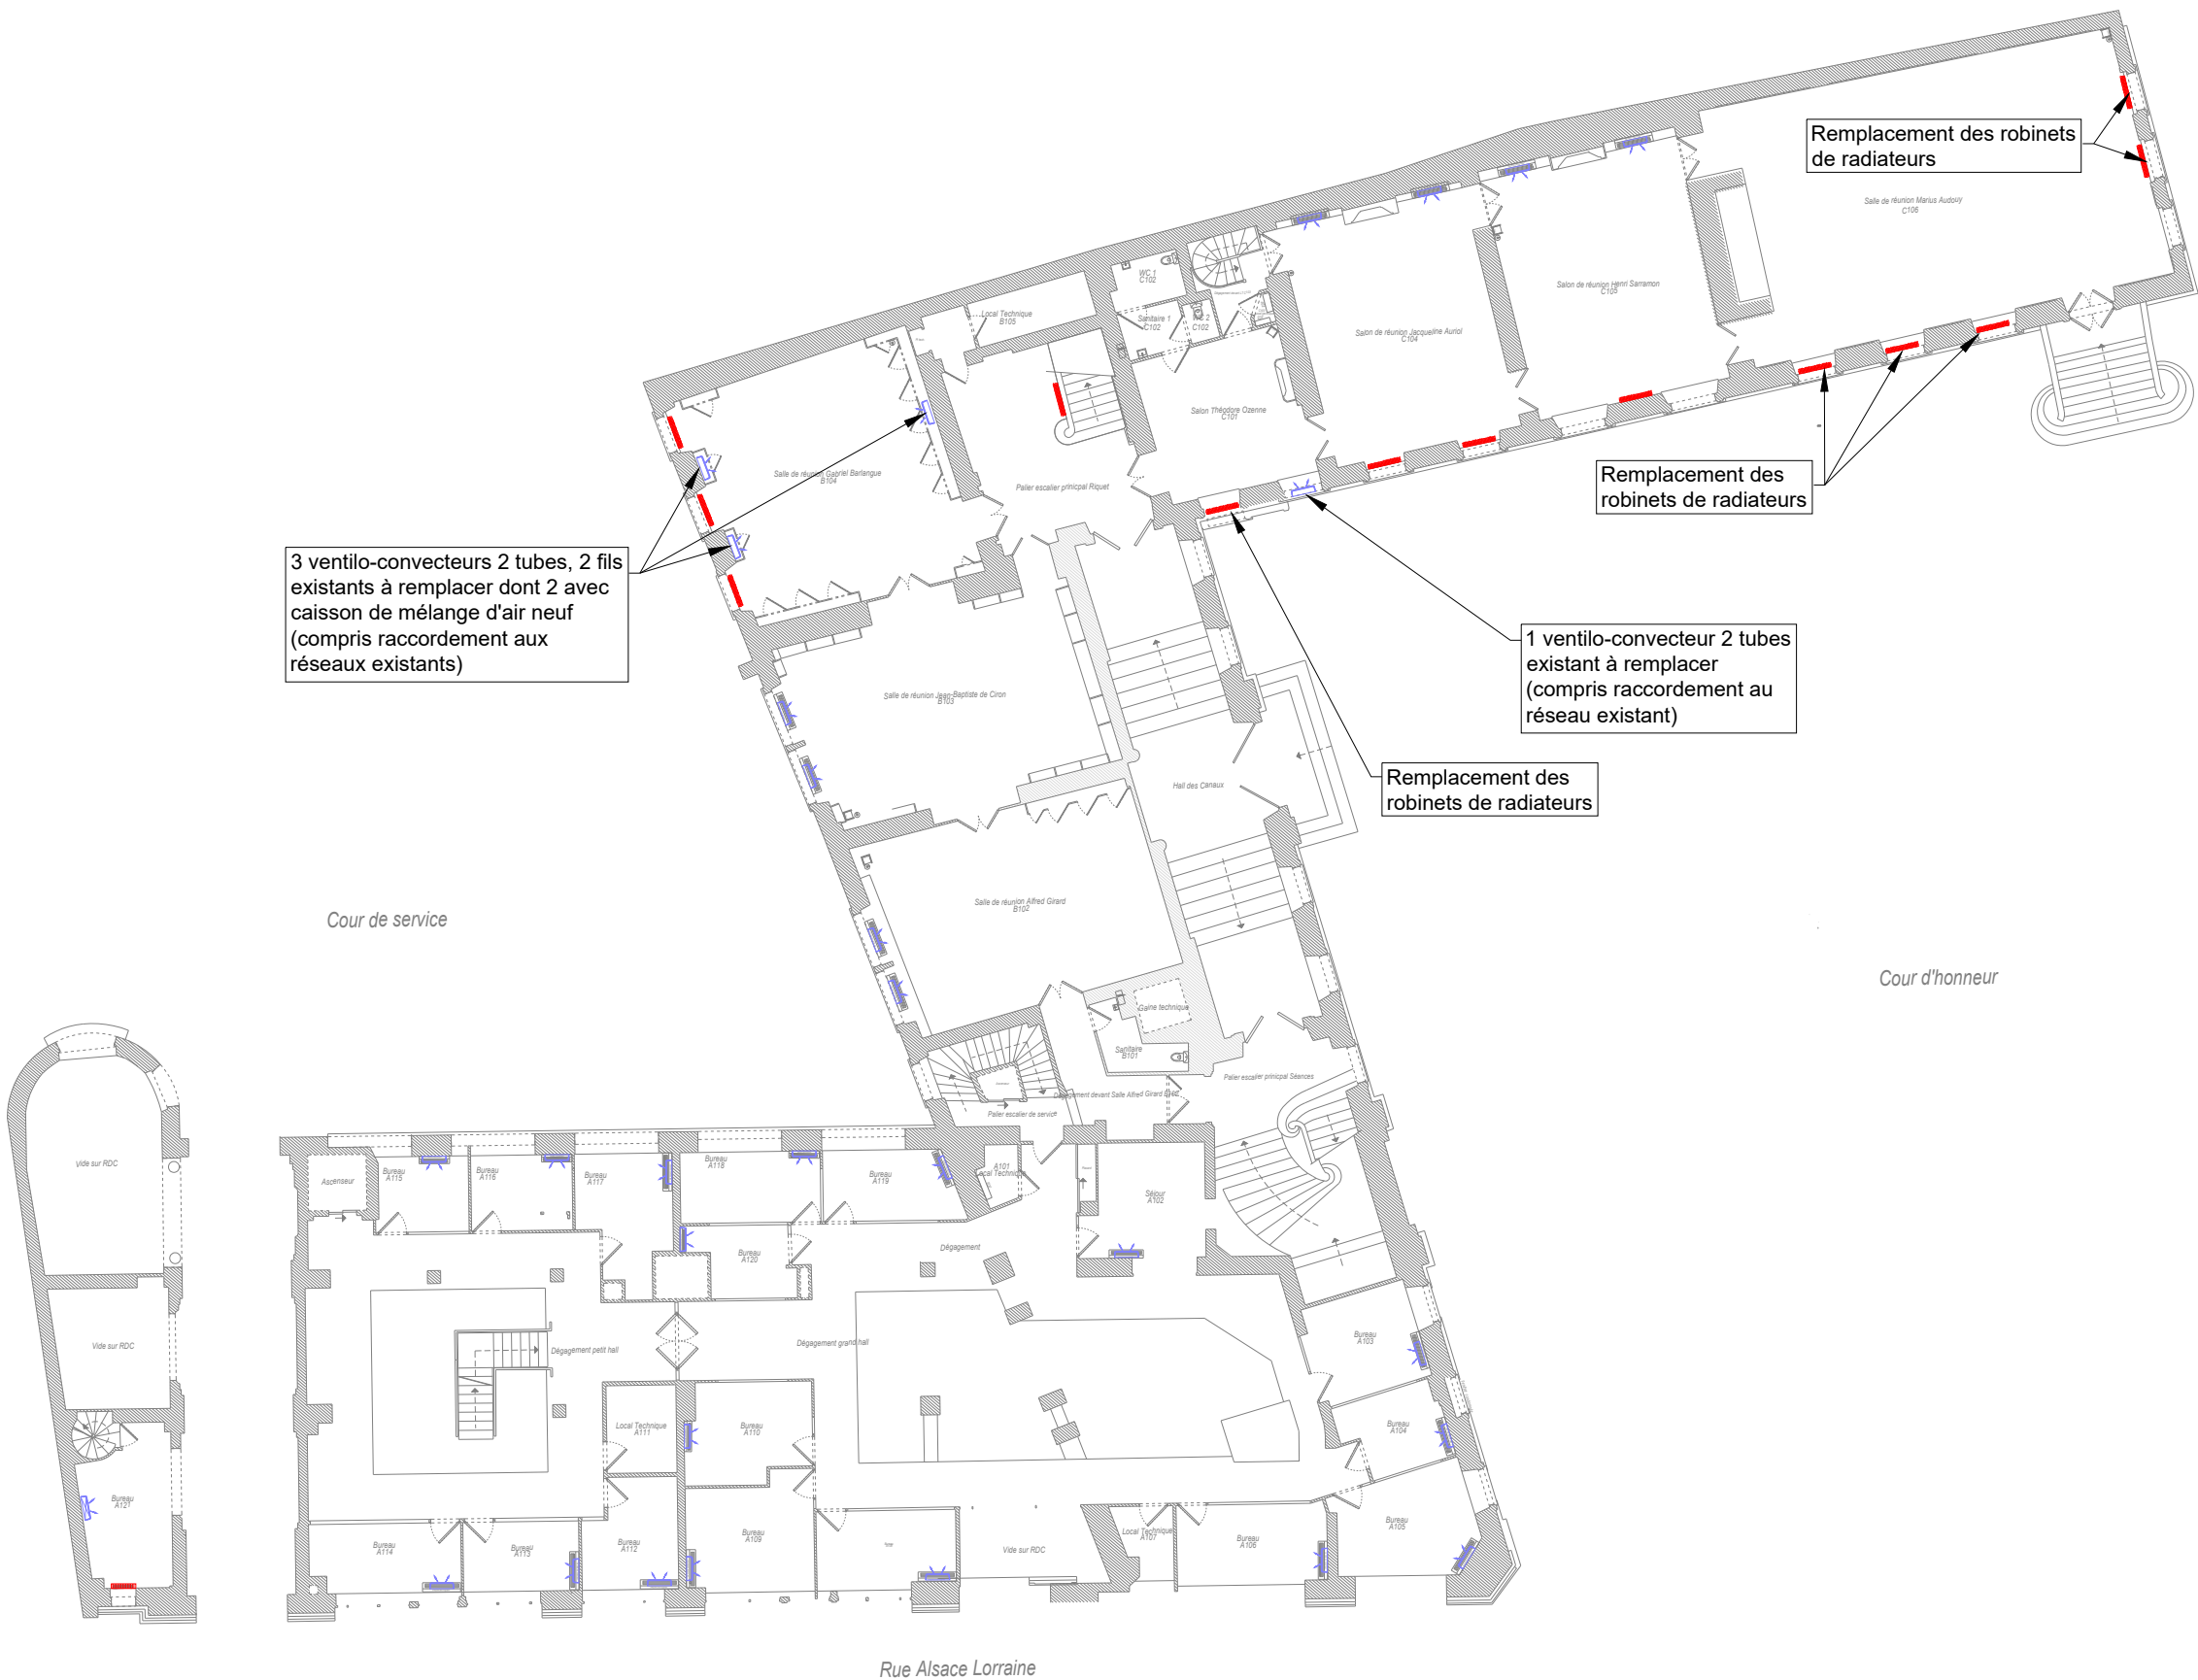 Remplacement des robinets
de radiateurs
Salle de réunion Marius Audouy
C106
WC 1
C102
Salon de réunion Henri Sarramon
C105
Local Technique
B105
Sanitaire 1
C102
WC 2
C102
Salon de réunion Jacqueline Auriol
C104
Salon Théodore Ozenne
C101
Salle de réunion Gabriel Barlangue
B104
Palier escalier prinicpal Riquet
Remplacement des
robinets de radiateurs
3 ventilo-convecteurs 2 tubes, 2 fils
existants à remplacer dont 2 avec
caisson de mélange d'air neuf
(compris raccordement aux
réseaux existants)
1 ventilo-convecteur 2 tubes
existant à remplacer
(compris raccordement au
réseau existant)
Salle de réunion Jean-Baptiste de Ciron
B103
Hall des Canaux
Remplacement des
robinets de radiateurs
Salle de réunion Alfred Girard
B102
Cour de service
Cour d'honneur
Gaine technique
Sanitaire
B101
Palier escalier prinicpal Séances
Dégagement devant Salle Alfred Girard
Palier escalier de service
Vide sur RDC
Ascenseur
Bureau
A115
Bureau
A116
Bureau
A117
Bureau
A118
Bureau
A119
A101
Local Technique
Séjour
A102
Dégagement
Bureau
A120
Vide sur RDC
Dégagement petit hall
Dégagement grand hall
Bureau
A103
Local Technique
A111
Bureau
A110
Bureau
A104
Bureau
A121
Bureau
A114
Bureau
A113
Bureau
A112
Bureau
A109
Vide sur RDC
Local Technique
A107
Bureau
A106
Bureau
A105
Rue Alsace Lorraine